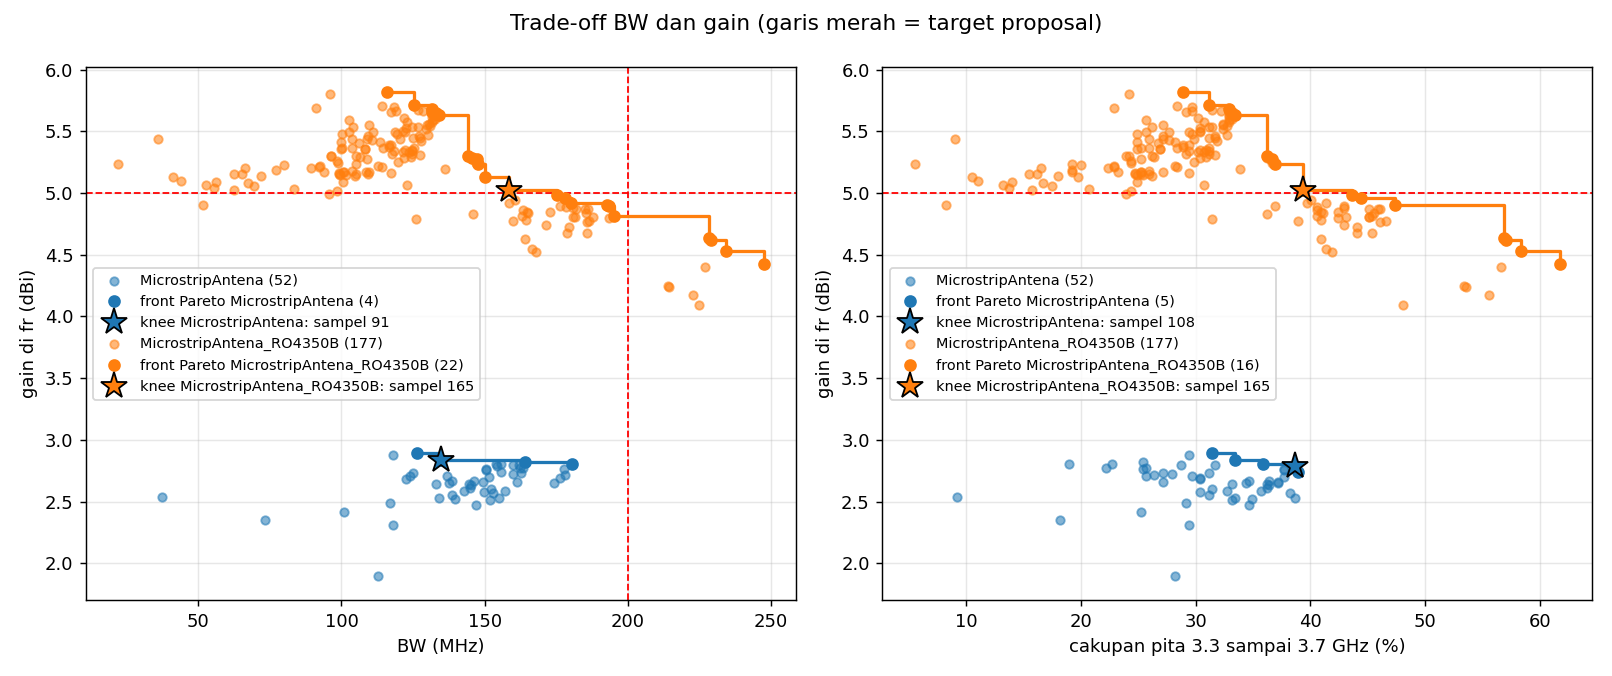 Trade-off BW dan gain (garis merah = target proposal)
gain di fr (dBi)
6.0
5.5
5.0
4.5
4.0
3.5
3.0
2.5
2.0
MicrostripAntena (52)
front Pareto MicrostripAntena (4)
knee MicrostripAntena: sampel 91
MicrostripAntena_RO4350B (177)
front Pareto MicrostripAntena_RO4350B (22)
knee MicrostripAntena_RO4350B: sampel 165
50 100 150 200 250
BW (MHz)
gain di fr (dBi)
6.0
5.5
5.0
4.5
4.0
3.5
3.0
2.5
2.0
MicrostripAntena (52)
front Pareto MicrostripAntena (5)
knee MicrostripAntena: sampel 108
MicrostripAntena_RO4350B (177)
front Pareto MicrostripAntena_RO4350B (16)
knee MicrostripAntena_RO4350B: sampel 165
10 20 30 40 50 60
cakupan pita 3.3 sampai 3.7 GHz (%)